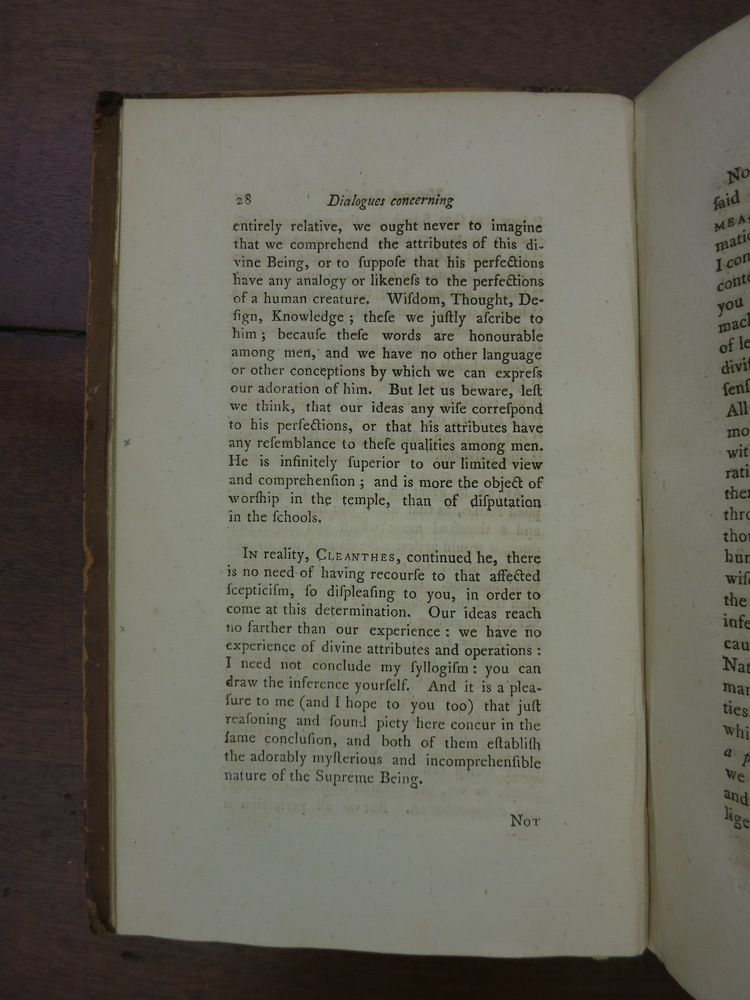 28 Dialogues concerning
entirely relative, we ought never to imagine
that we comprehend the attributes of this di-
vine Being, or to ſuppoſe that his perfections
have any analogy or likeneſs to the perfections
of a human creature. Wiſdom, Thought, De-
ſign, Knowledge ; theſe we juſtly aſcribe to
him ; becauſe theſe words are honourable
among men, and we have no other language
or other conceptions by which we can expreſs
our adoration of him. But let us beware, leſt
we think, that our ideas any wiſe correſpond
to his perfections, or that his attributes have
any reſemblance to theſe qualities among men.
He is infinitely ſuperior to our limited view
and comprehenſion ; and is more the object of
worſhip in the temple, than of diſputation
in the ſchools.
In reality, CLEANTHES, continued he, there
is no need of having recourſe to that affected
ſcepticiſm, ſo diſpleaſing to you, in order to
come at this determination. Our ideas reach
no farther than our experience : we have no
experience of divine attributes and operations :
I need not conclude my ſyllogiſm : you can
draw the inference yourſelf. And it is a plea-
ſure to me (and I hope to you too) that juſt
reaſoning and ſound piety here concur in the
ſame concluſion, and both of them eſtabliſh
the adorably myſterious and incomprehenſible
nature of the Supreme Being.
NOT
No
ſaid
MEA
matic
I con
conte
you
mach
of le
divi
ſenſ
All
mo
wit
rati
the
thro
tho
hun
wiſ
the
infe
cau
Nat
man
ties
whi
a p
we
and
lige